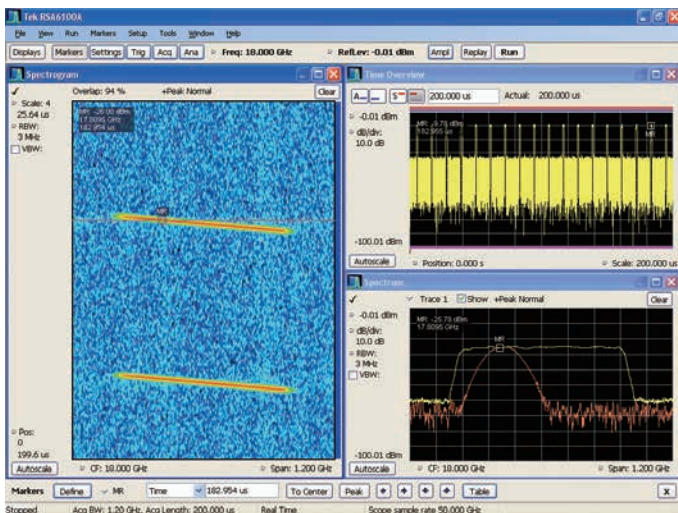 Tek RSA6100A
File View Run Markers Setup Tools Window Help
Displays Markers Settings Trig Acq Ana Freq: 18.000 GHz RefLev: -0.01 dBm Ampl Replay Run
Spectrogram
Overlap: 94 % +Peak Normal Clear
Scale: 4
25.64 us
RBW:
3 MHz
VBW:
17.8095 GHz
182.954 us
MR
Pos:
0
199.6 us
Autoscale CF: 18.000 GHz Span: 1.200 GHz
Time Overview
200.000 us Actual: 200.000 us
-0.01 dBm
dB/div:
10.0 dB
182.955 us
MR
-100.01 dBm
Autoscale Position: 0.000 s Scale: 200.000 us
Spectrum
Trace 1 Show +Peak Normal Clear
-0.01 dBm
dB/div:
10.0 dB
RBW:
3 MHz
VBW:
MR: -25.78 dBm
17.8095 GHz
MR
-100.01 dBm
Autoscale CF: 18.000 GHz Span: 1.200 GHz
Markers Define MR Time 182.954 us To Center Peak Table X
Stopped Acq BW: 1.20 GHz, Acq Length: 200.000 us Real Time Scope sample rate 50.000 GHz